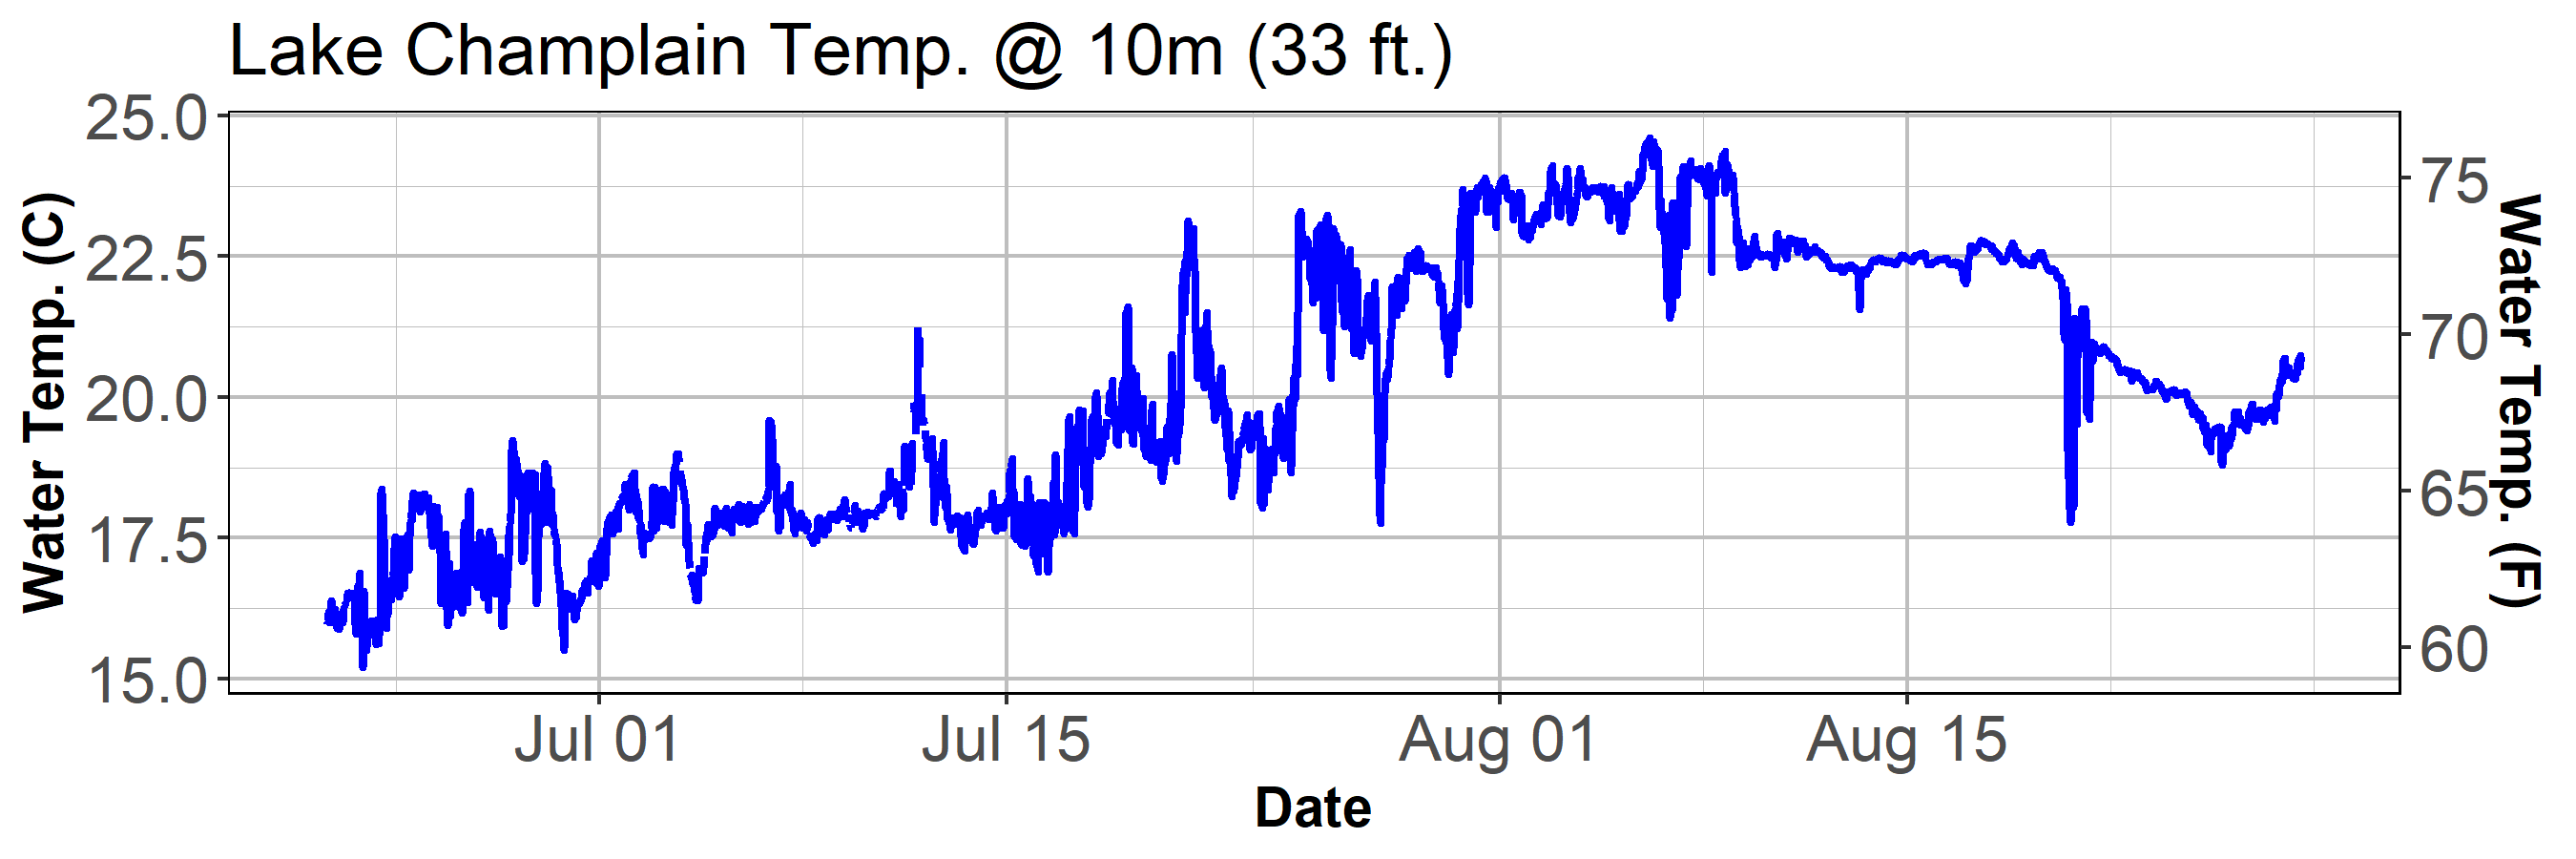 Lake Champlain Temp. @ 10m (33 ft.)
Water Temp. (C)
25.0
22.5
20.0
17.5
15.0
75
70
65
60
Water Temp. (F)
Jul 01
Jul 15
Aug 01
Aug 15
Date